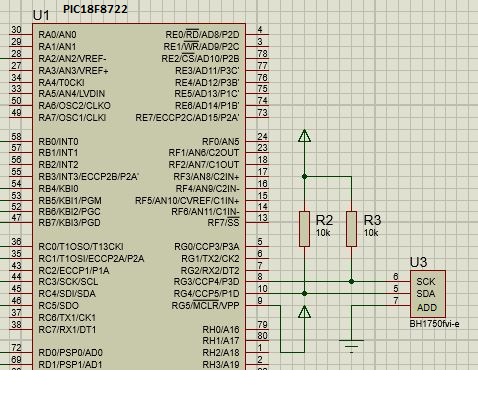 PIC18F8722
U1
30 RA0/AN0 RE0/RD/AD8/P2D 4
29 RA1/AN1 RE1/WR/AD9/P2C 3
28 RA2/AN2/VREF- RE2/CS/AD10/P2B 78
27 RA3/AN3/VREF+ RE3/AD11/P3C' 77
34 RA4/T0CKI RE4/AD12/P3B' 76
33 RA5/AN4/LVDIN RE5/AD13/P1C' 75
50 RA6/OSC2/CLKO RE6/AD14/P1B' 74
49 RA7/OSC1/CLKI RE7/ECCP2C/AD15/P2A' 73
58 RB0/INT0 RF0/AN5 24
57 RB1/INT1 RF1/AN6/C2OUT 23
56 RB2/INT2 RF2/AN7/C1OUT 18
55 RB3/INT3/ECCP2B/P2A' RF3/AN8/C2IN+ 17
54 RB4/KBI0 RF4/AN9/C2IN- 16
53 RB5/KBI1/PGM RF5/AN10/CVREF/C1IN+ 15
52 RB6/KBI2/PGC RF6/AN11/C1IN- 14
47 RB7/KBI3/PGD RF7/SS 13
R2 R3
10k 10k
36 RC0/T1OSO/T13CKI RG0/CCP3/P3A 5
35 RC1/T1OSI/ECCP2A/P2A RG1/TX2/CK2 6
43 RC2/ECCP1/P1A RG2/RX2/DT2 7
44 RC3/SCK/SCL RG3/CCP4/P3D 8
45 RC4/SDI/SDA RG4/CCP5/P1D 10
46 RC5/SDO RG5/MCLR/VPP 9
37 RC6/TX1/CK1
38 RC7/RX1/DT1 RH0/A16 79
RH1/A17 80
72 RD0/PSP0/AD0 RH2/A18 1
69 RD1/PSP1/AD1 RH3/A19 2
U3
6 SCK
5 SDA
7 ADD
BH1750fvi-e